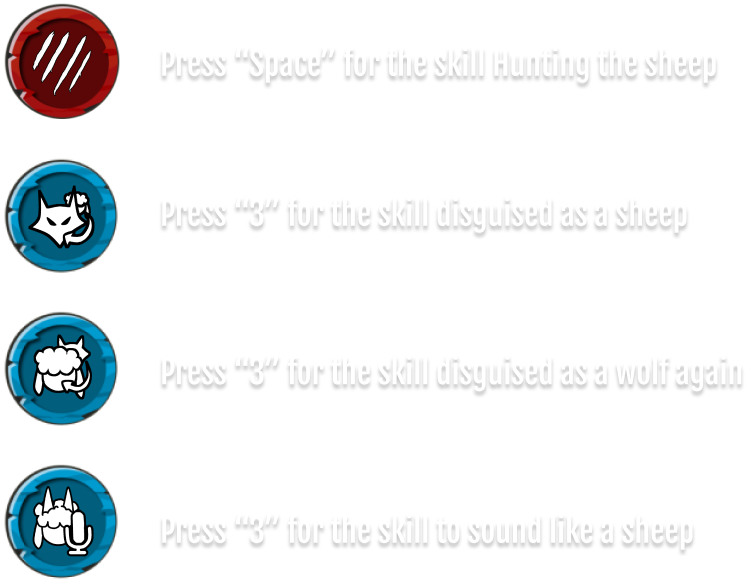 Press “Space” for the skill Hunting the sheep
Press “3” for the skill disguised as a sheep
Press “3” for the skill disguised as a wolf again
Press “3” for the skill to sound like a sheep